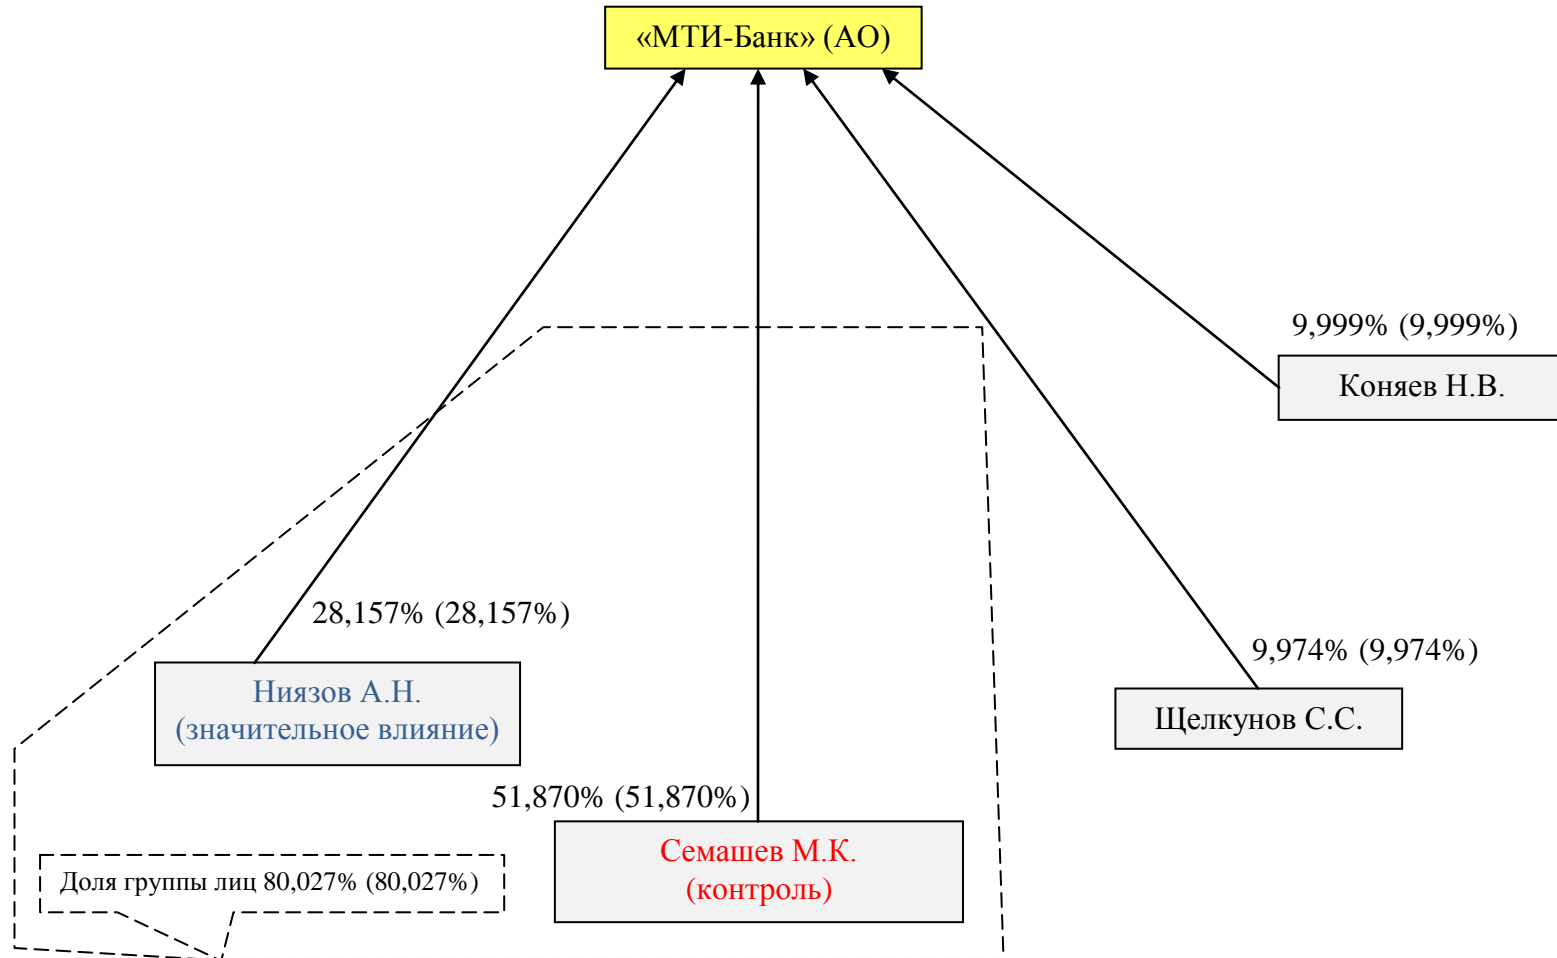 «МТИ-Банк» (АО)
9,999% (9,999%)
Коняев Н.В.
28,157% (28,157%)
9,974% (9,974%)
Ниязов А.Н.
(значительное влияние)
Щелкунов С.С.
51,870% (51,870%)
Семашев М.К.
(контроль)
Доля группы лиц 80,027% (80,027%)